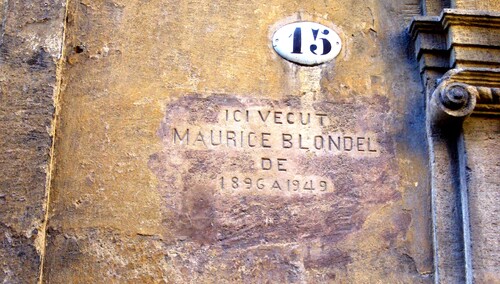 15
ICI VECUT
MAURICE BLONDEL
DE
1896 A 1949